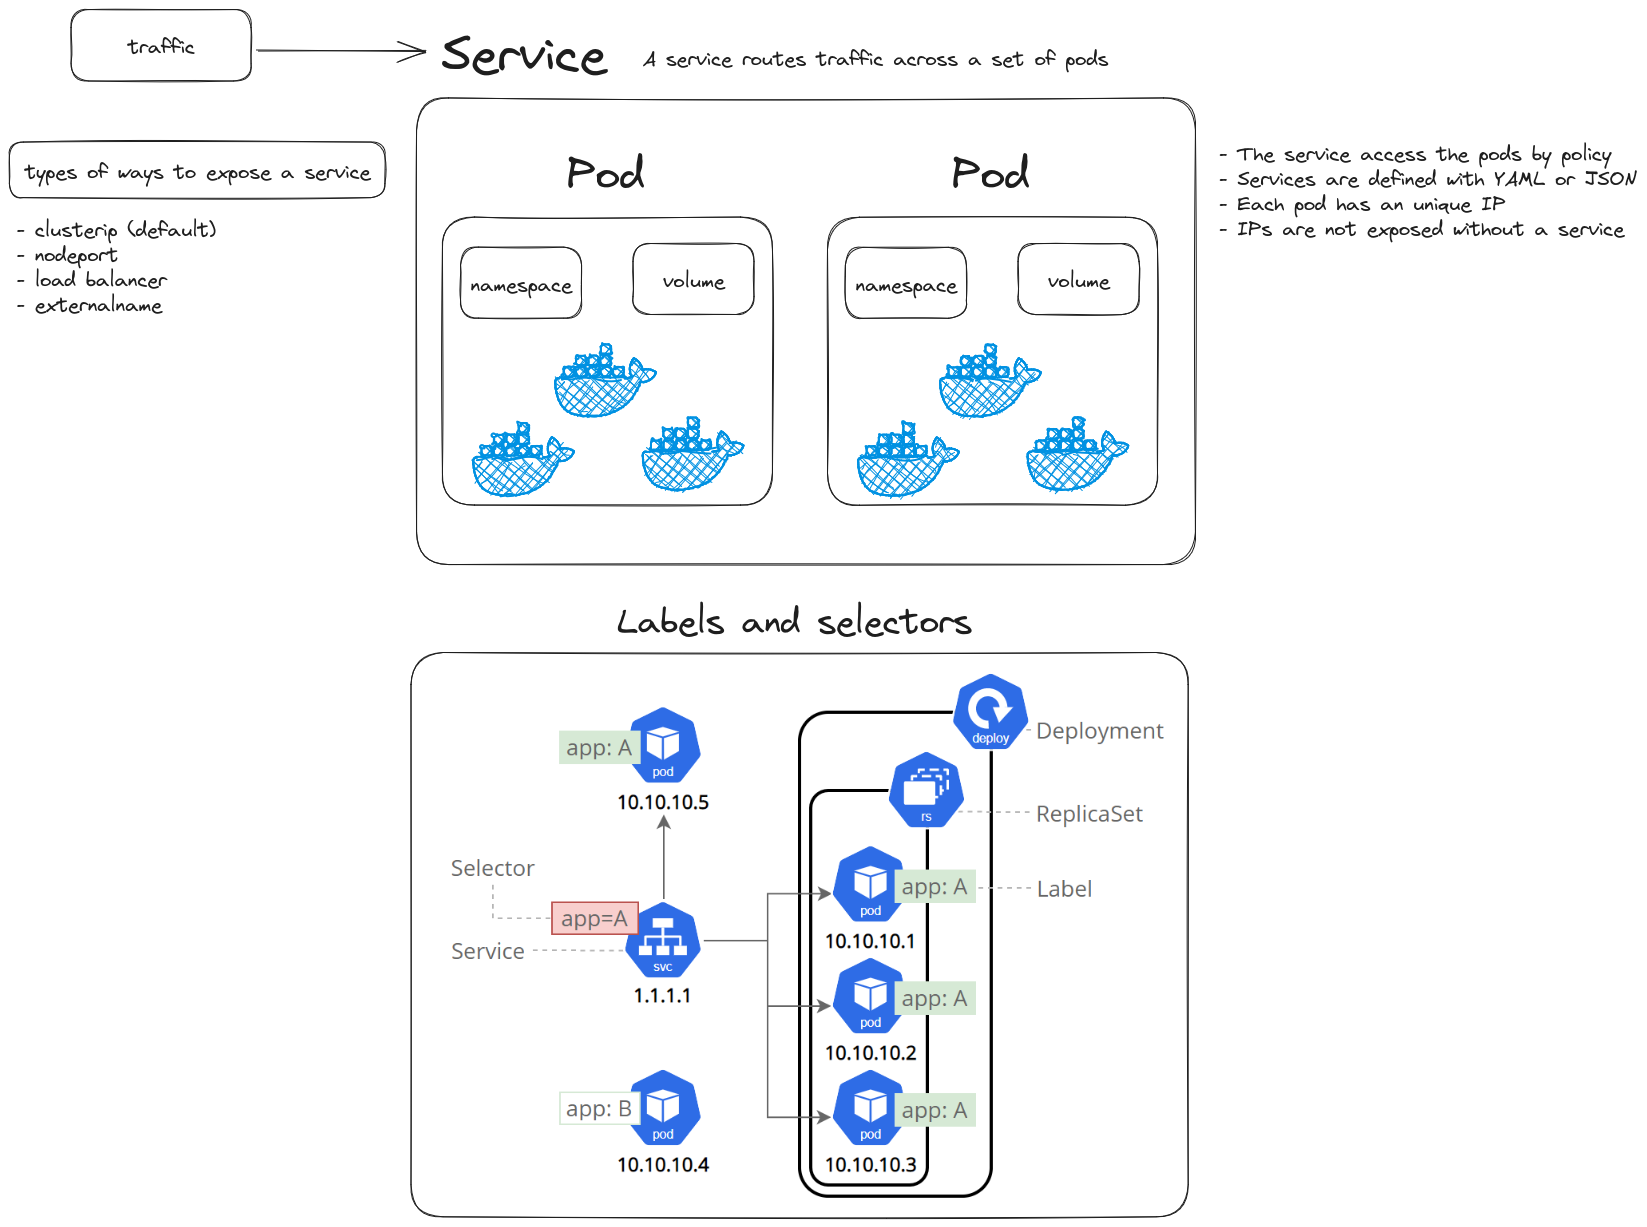 traffic
Service
A service routes traffic across a set of pods
types of ways to expose a service
- clusterip (default)
- nodeport
- load balancer
- externalname
Pod
namespace
volume
Pod
namespace
volume
- The service access the pods by policy
- Services are defined with YAML or JSON
- Each pod has an unique IP
- IPs are not exposed without a service
Labels and selectors
app: A
pod
10.10.10.5
Selector
app=A
Service
svc
1.1.1.1
app: B
pod
10.10.10.4
deploy
Deployment
rs
ReplicaSet
pod
app: A
Label
10.10.10.1
pod
app: A
10.10.10.2
pod
app: A
10.10.10.3